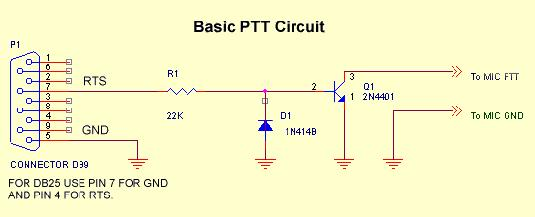 Basic PTT Circuit
P1
1
6
2
7
3
8
4
9
5
RTS
GND
R1
22K
D1
1N4148
2
3
1
Q1
2N4401
To MIC PTT
To MIC GND
CONNECTOR DB9
FOR DB25 USE PIN 7 FOR GND
AND PIN 4 FOR RTS.